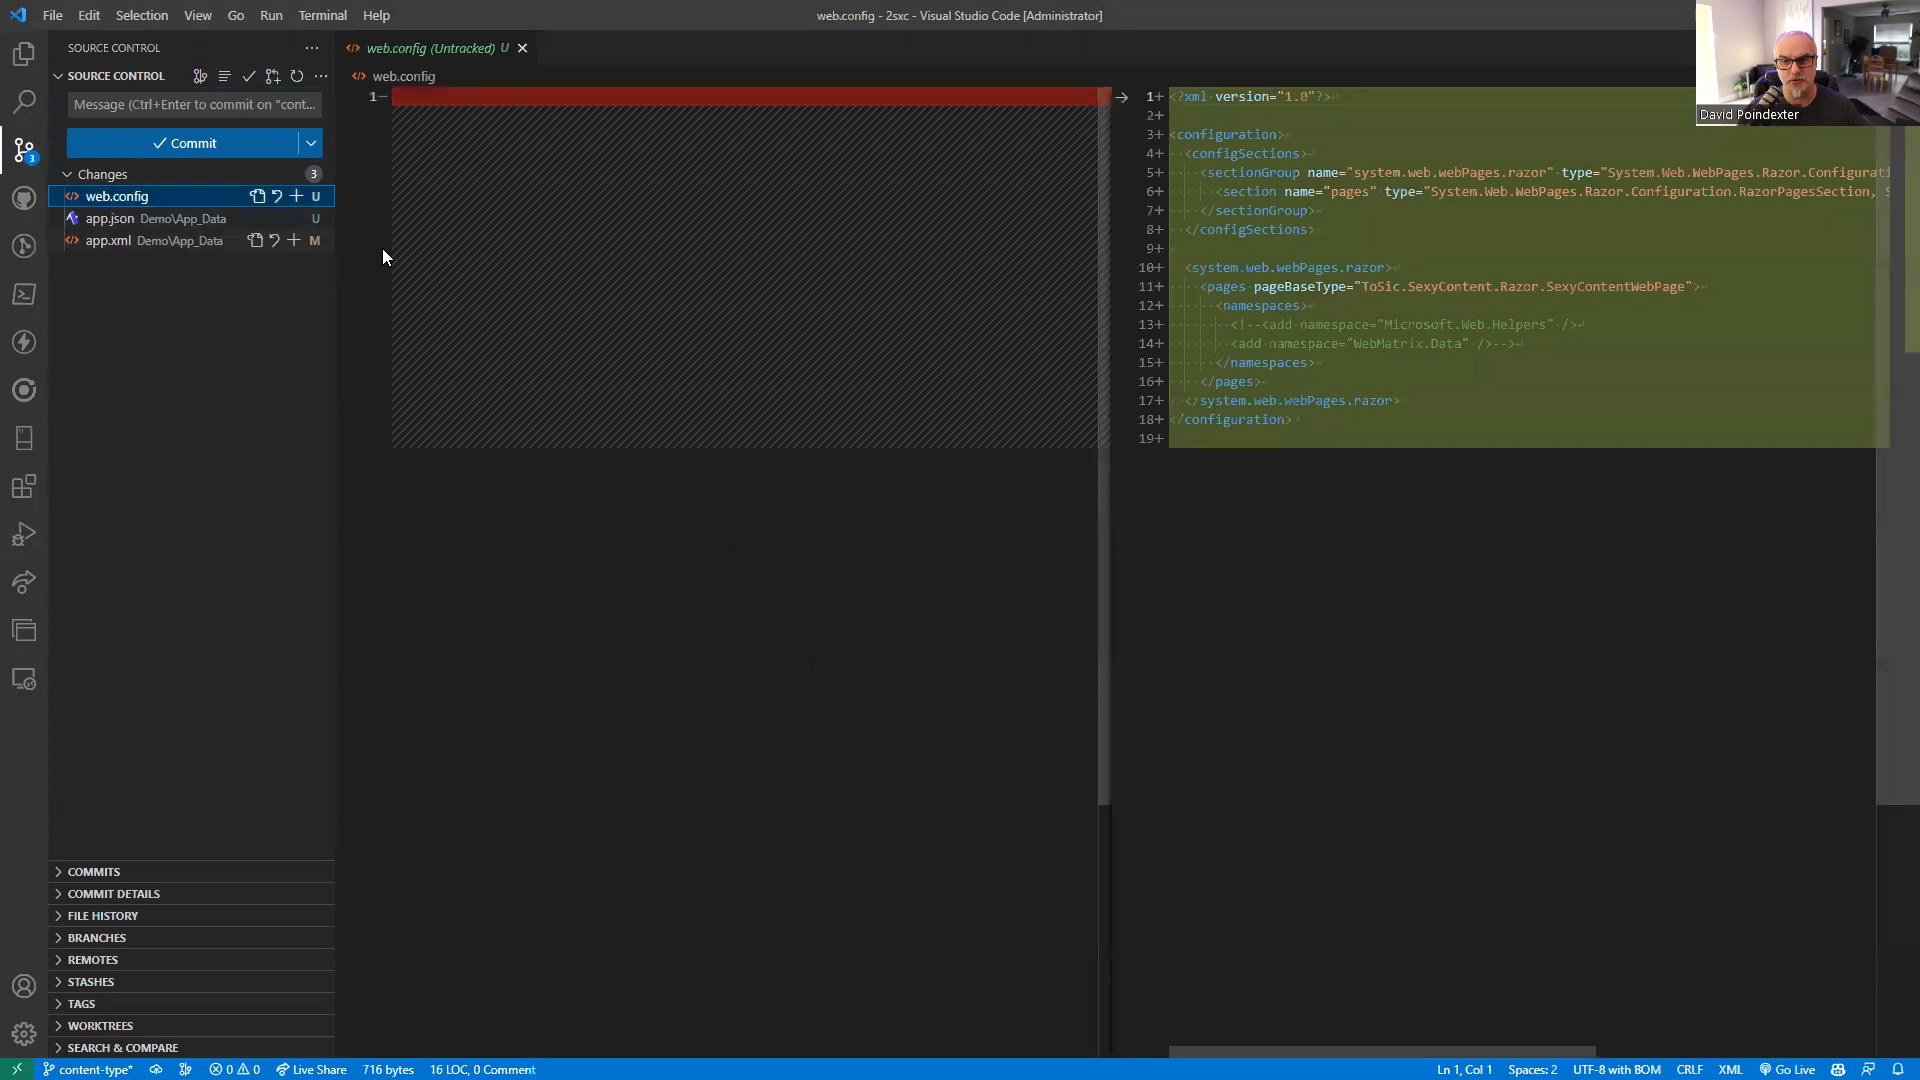 File Edit Selection View Go Run Terminal Help
web.config - 2sxc - Visual Studio Code [Administrator]
David Poindexter
SOURCE CONTROL
SOURCE CONTROL
Message (Ctrl+Enter to commit on "cont...
Commit
Changes 3
web.config U
app.json Demo\App_Data U
app.xml Demo\App_Data M
3
COMMITS
COMMIT DETAILS
FILE HISTORY
BRANCHES
REMOTES
STASHES
TAGS
WORKTREES
SEARCH & COMPARE
web.config (Untracked) U
web.config
1-
1+ <?xml version="1.0"?>
2+
3+ <configuration>
4+ <configSections>
5+ <sectionGroup name="system.web.webPages.razor" type="System.Web.WebPages.Razor.Configurati
6+ <section name="pages" type="System.Web.WebPages.Razor.Configuration.RazorPagesSection, S
7+ </sectionGroup>
8+ </configSections>
9+
10+ <system.web.webPages.razor>
11+ <pages pageBaseType="ToSic.SexyContent.Razor.SexyContentWebPage">
12+ <namespaces>
13+ <!--<add namespace="Microsoft.Web.Helpers" />
14+ <add namespace="WebMatrix.Data" />-->
15+ </namespaces>
16+ </pages>
17+ </system.web.webPages.razor>
18+ </configuration>
19+
content-type* 0 0 Live Share 716 bytes 16 LOC, 0 Comment Ln 1, Col 1 Spaces: 2 UTF-8 with BOM CRLF XML Go Live